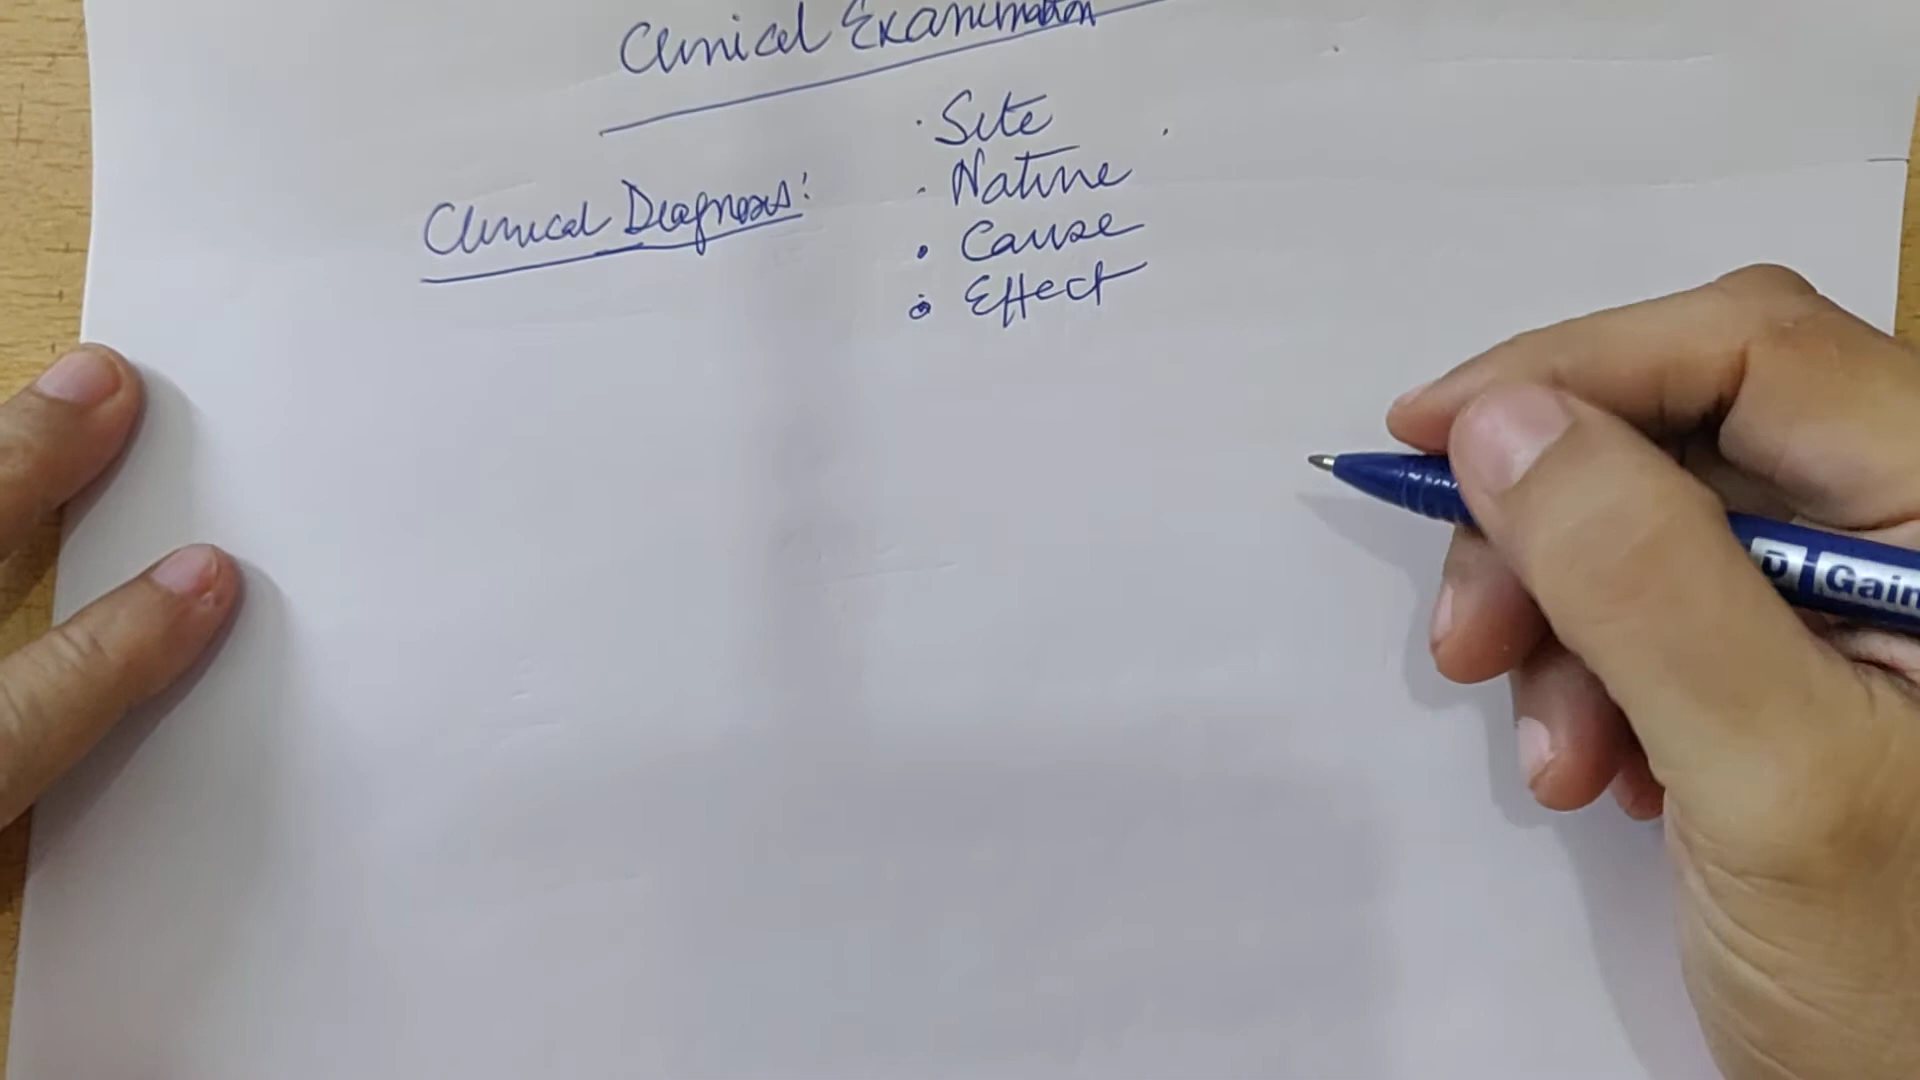 Clinical Examination
Clinical Diagnosis:
· Site
· Nature
· Cause
· Effect
Gain